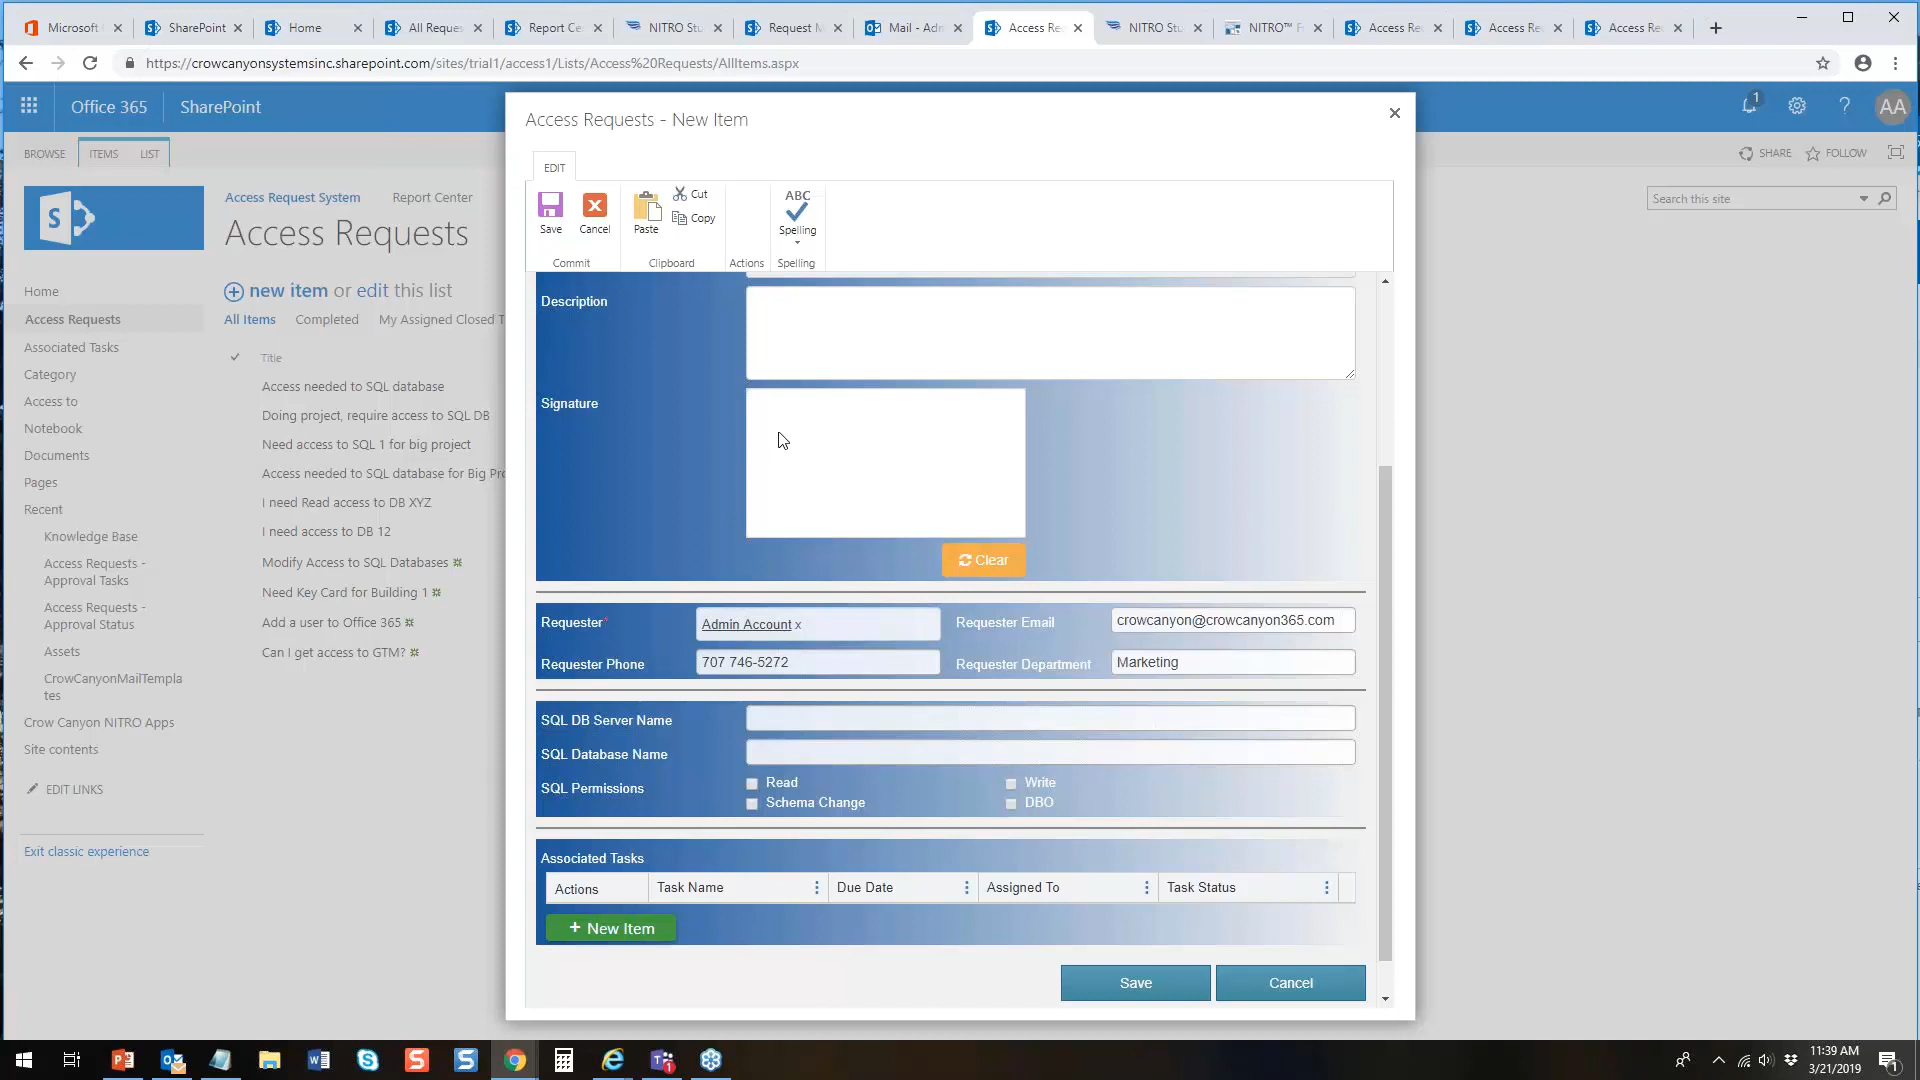 Microsoft
SharePoint
Home
All Reques
Report Ce
NITRO Stu
Request M
Mail - Adm
Access Re
NITRO Stu
NITRO™ F
Access Re
Access Re
Access Re
https://crowcanyonsystemsinc.sharepoint.com/sites/trial1/access1/Lists/Access%20Requests/AllItems.aspx
Office 365
SharePoint
1
?
AA
BROWSE
ITEMS
LIST
SHARE
FOLLOW
Access Request System
Report Center
Access Requests
Search this site
Home
Access Requests
Associated Tasks
Category
Access to
Notebook
Documents
Pages
Recent
Knowledge Base
Access Requests -
Approval Tasks
Access Requests -
Approval Status
Assets
CrowCanyonMailTempla
tes
Crow Canyon NITRO Apps
Site contents
EDIT LINKS
Exit classic experience
new item or edit this list
All Items
Completed
My Assigned Closed T
Title
Access needed to SQL database
Doing project, require access to SQL DB
Need access to SQL 1 for big project
Access needed to SQL database for Big Pro
I need Read access to DB XYZ
I need access to DB 12
Modify Access to SQL Databases
Need Key Card for Building 1
Add a user to Office 365
Can I get access to GTM?
Access Requests - New Item
EDIT
Save
Cancel
Commit
Paste
Cut
Copy
Clipboard
Actions
ABC
Spelling
Spelling
Description
Signature
Clear
Requester*
Admin Account x
Requester Email
crowcanyon@crowcanyon365.com
Requester Phone
707 746-5272
Requester Department
Marketing
SQL DB Server Name
SQL Database Name
SQL Permissions
Read
Write
Schema Change
DBO
Associated Tasks
Actions
Task Name
Due Date
Assigned To
Task Status
+ New Item
Save
Cancel
11:39 AM
3/21/2019
1